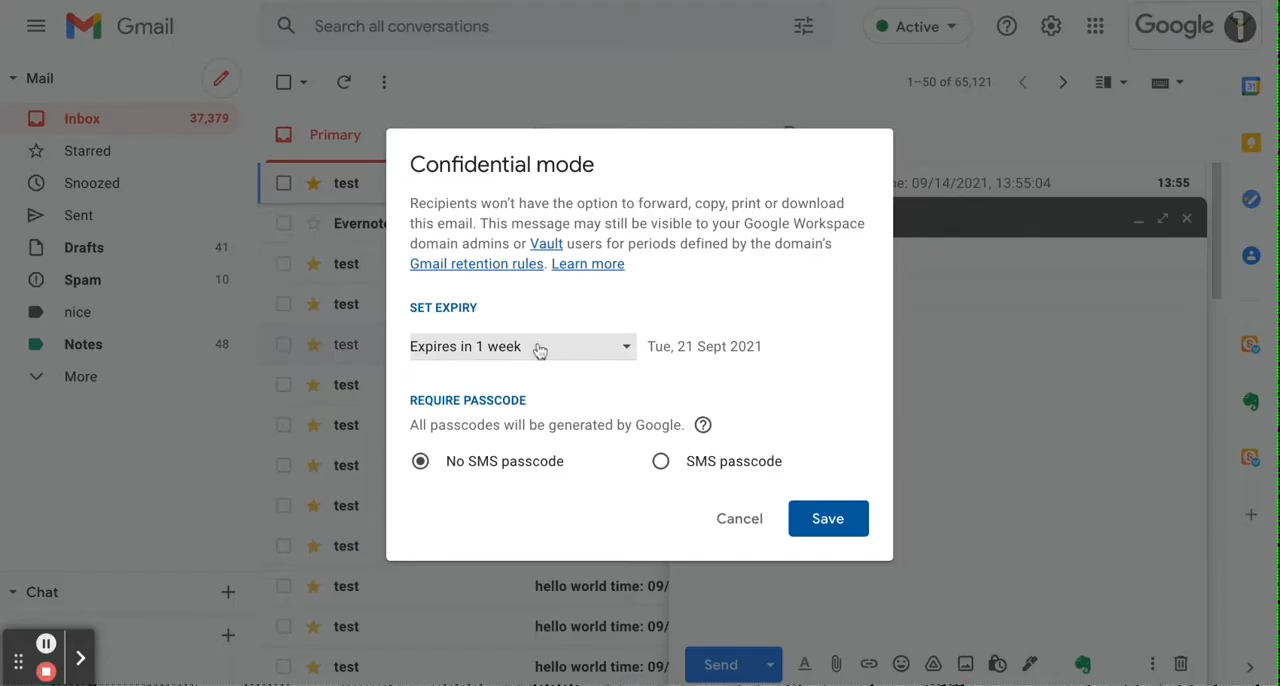 Gmail
Search all conversations
Active
Google
Mail
1–50 of 65,121
31
Inbox 37,379
Starred
Snoozed
Sent
Drafts 41
Spam 10
nice
Notes 48
More
Chat
Primary
test
e: 09/14/2021, 13:55:04 13:55
Evernot
test
test
test
test
test
test
test
test
test hello world time: 09/
test hello world time: 09/
test hello world time: 09/
Confidential mode
Recipients won't have the option to forward, copy, print or download
this email. This message may still be visible to your Google Workspace
domain admins or Vault users for periods defined by the domain's
Gmail retention rules. Learn more
SET EXPIRY
Expires in 1 week Tue, 21 Sept 2021
REQUIRE PASSCODE
All passcodes will be generated by Google.
No SMS passcode SMS passcode
Cancel Save
Send